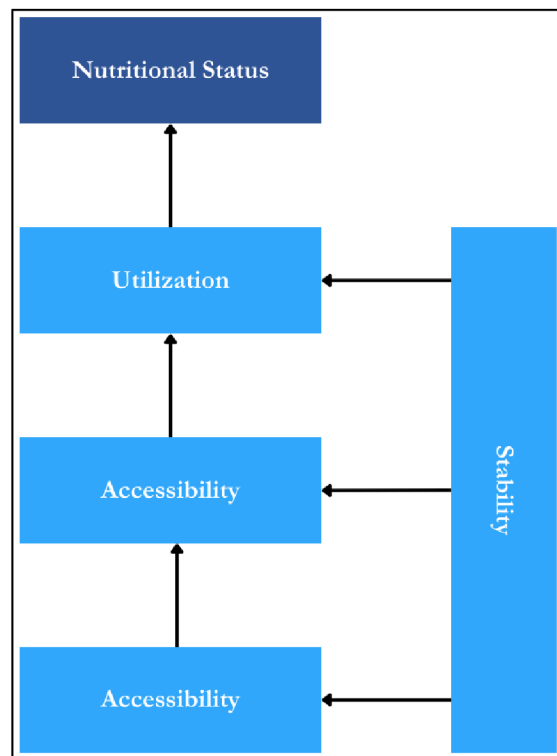 Nutritional Status
Utilization
Accessibility
Stability
Accessibility